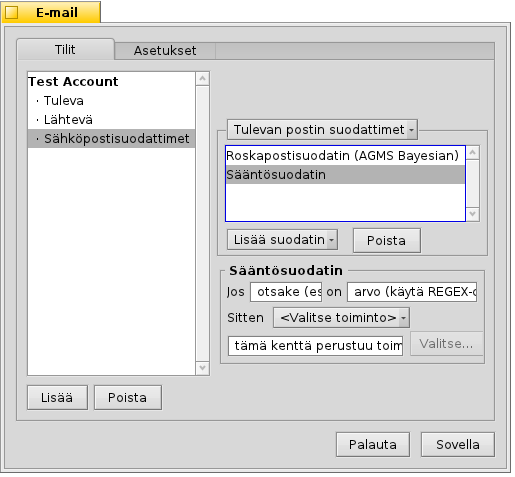 E-mail
Tilit
Asetukset
Test Account
· Tuleva
· Lähtevä
· Sähköpostisuodattimet
Tulevan postin suodattimet
Roskapostisuodatin (AGMS Bayesian)
Sääntösuodatin
Lisää suodatin
Poista
Sääntösuodatin
Jos otsake (es on arvo (käytä REGEX-
Sitten <Valitse toiminto>
tämä kenttä perustuu toim Valitse...
Lisää
Poista
Palauta
Sovella